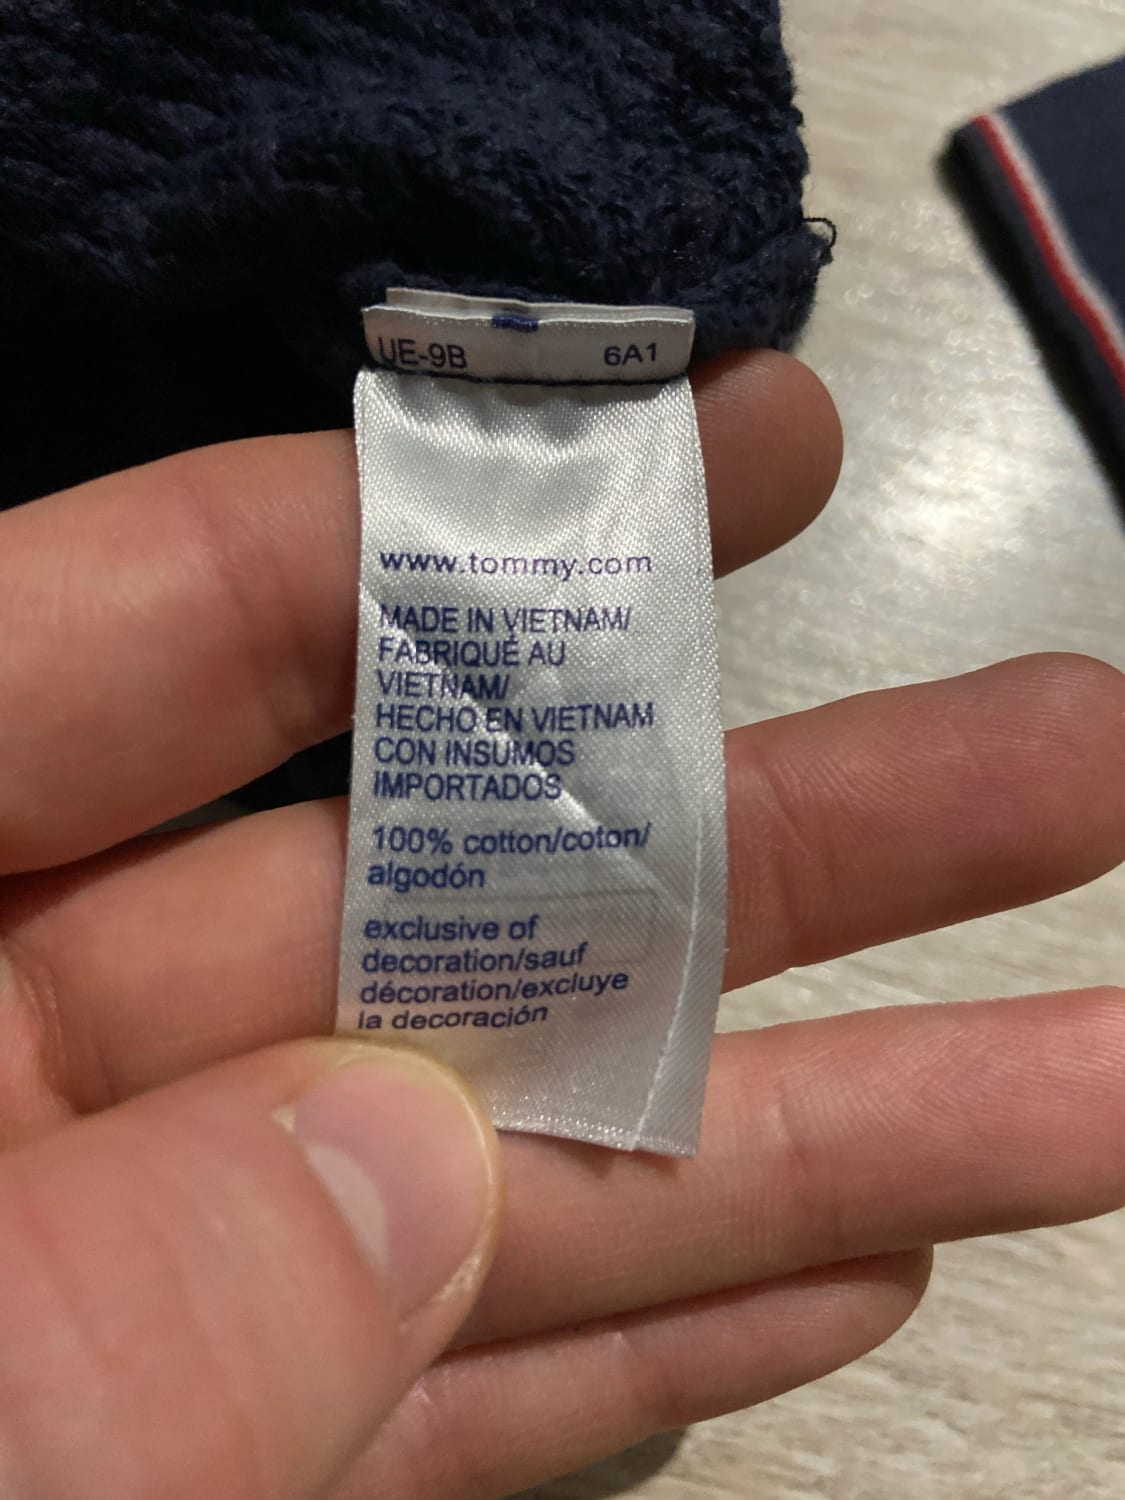 UE-9B 6A1
www.tommy.com
MADE IN VIETNAM/
FABRIQUÉ AU
VIETNAM/
HECHO EN VIETNAM
CON INSUMOS
IMPORTADOS
100% cotton/coton/
algodón
exclusive of
decoration/sauf
décoration/excluye
la decoración